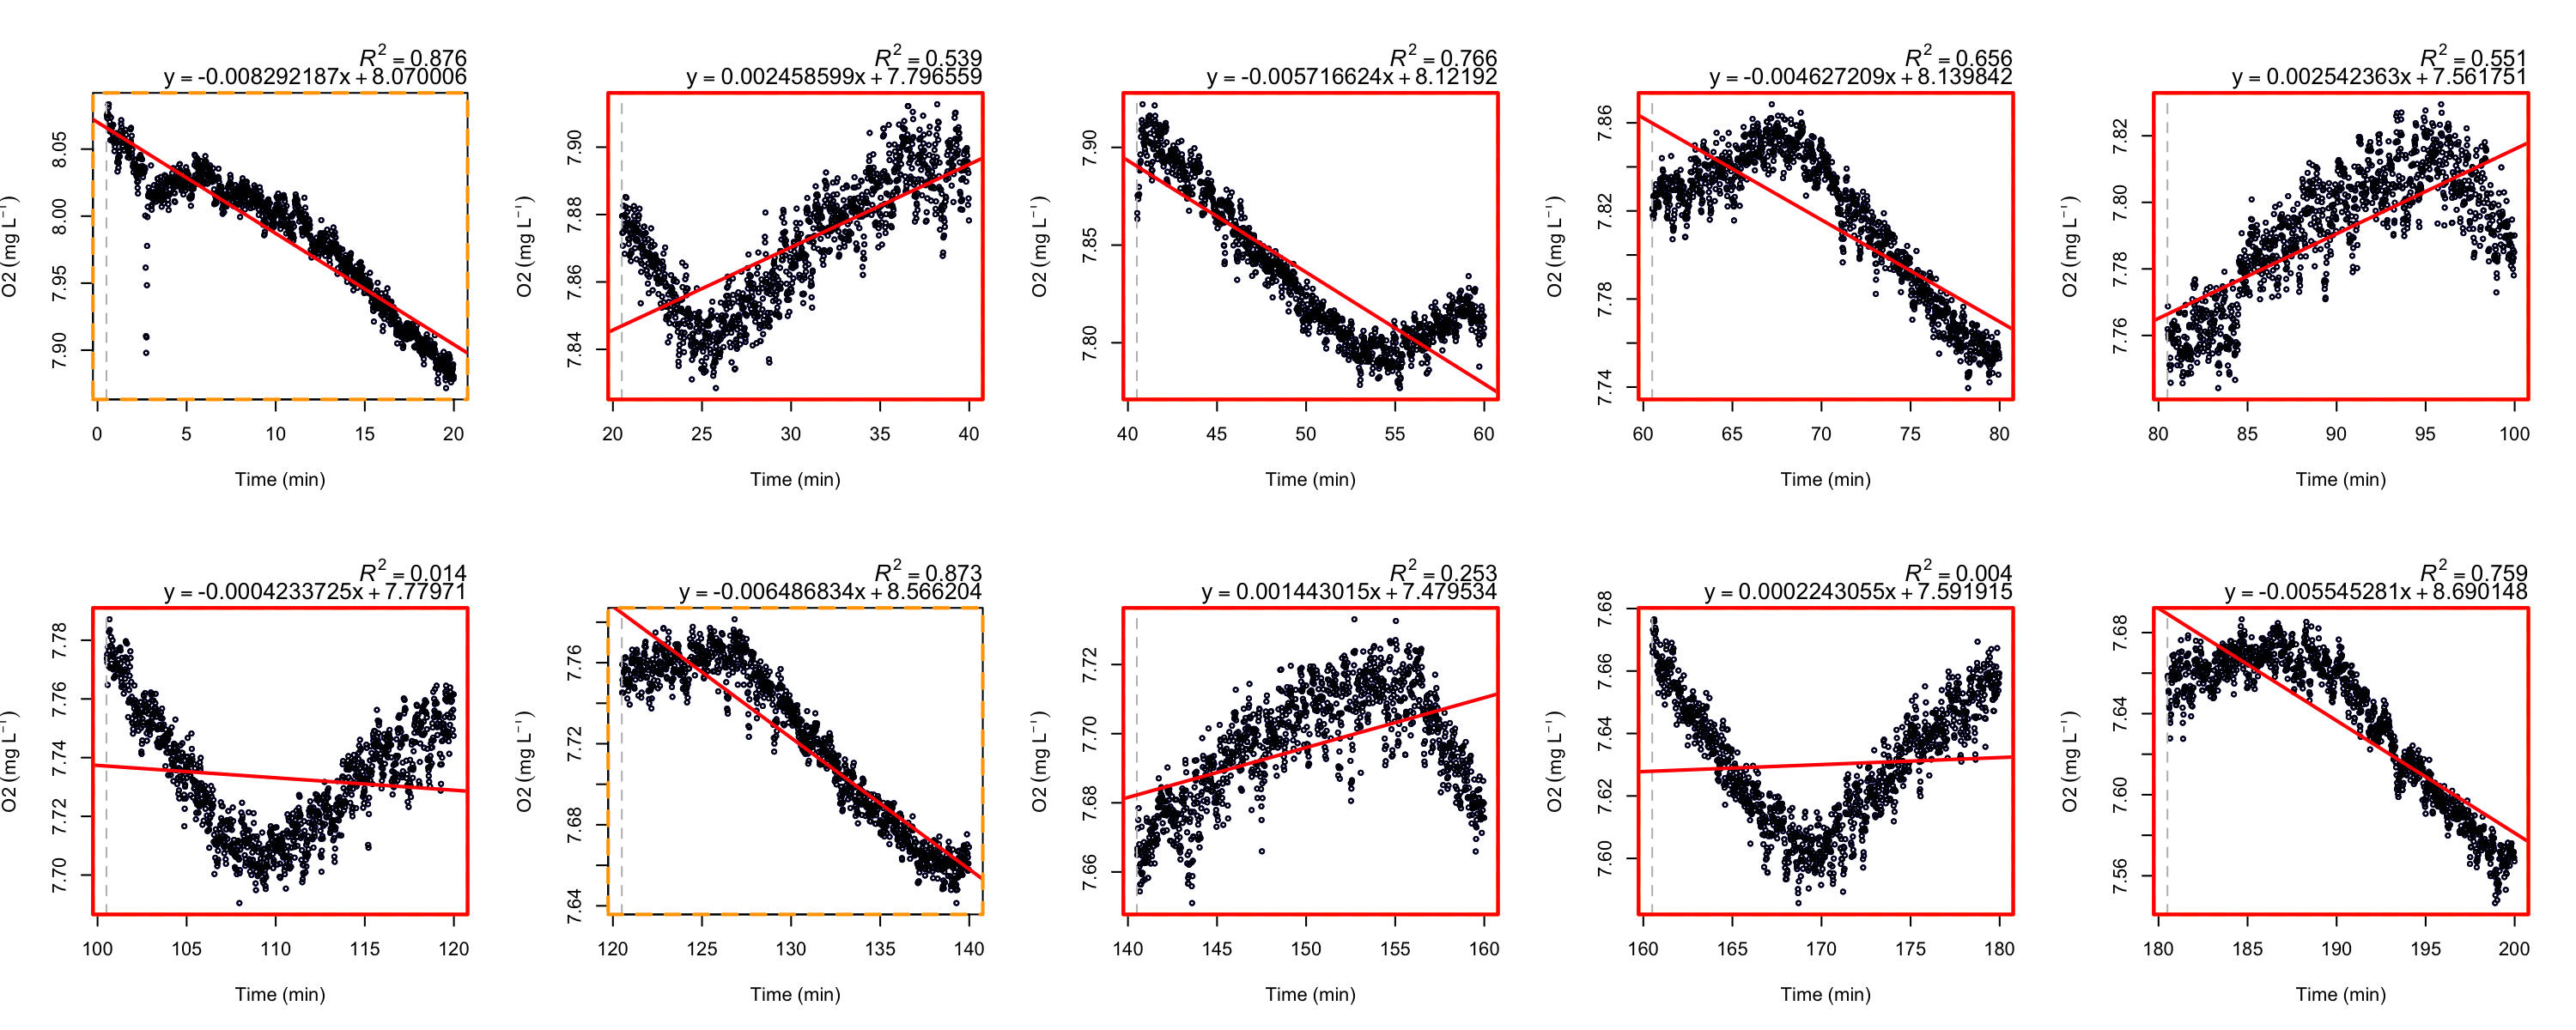 R² = 0.876
y = -0.008292187x + 8.070006
O2 (mg L⁻¹)
8.05
8.00
7.95
7.90
0 5 10 15 20
Time (min)
R² = 0.539
y = 0.002458599x + 7.796559
O2 (mg L⁻¹)
7.90
7.88
7.86
7.84
20 25 30 35 40
Time (min)
R² = 0.766
y = -0.005716624x + 8.12192
O2 (mg L⁻¹)
7.90
7.85
7.80
40 45 50 55 60
Time (min)
R² = 0.656
y = -0.004627209x + 8.139842
O2 (mg L⁻¹)
7.86
7.82
7.78
7.74
60 65 70 75 80
Time (min)
R² = 0.551
y = 0.002542363x + 7.561751
O2 (mg L⁻¹)
7.82
7.80
7.78
7.76
80 85 90 95 100
Time (min)
R² = 0.014
y = -0.0004233725x + 7.77971
O2 (mg L⁻¹)
7.78
7.76
7.74
7.72
7.70
100 105 110 115 120
Time (min)
R² = 0.873
y = -0.006486834x + 8.566204
O2 (mg L⁻¹)
7.76
7.72
7.68
7.64
120 125 130 135 140
Time (min)
R² = 0.253
y = 0.001443015x + 7.479534
O2 (mg L⁻¹)
7.72
7.70
7.68
7.66
140 145 150 155 160
Time (min)
R² = 0.004
y = 0.0002243055x + 7.591915
O2 (mg L⁻¹)
7.68
7.66
7.64
7.62
7.60
160 165 170 175 180
Time (min)
R² = 0.759
y = -0.005545281x + 8.690148
O2 (mg L⁻¹)
7.68
7.64
7.60
7.56
180 185 190 195 200
Time (min)